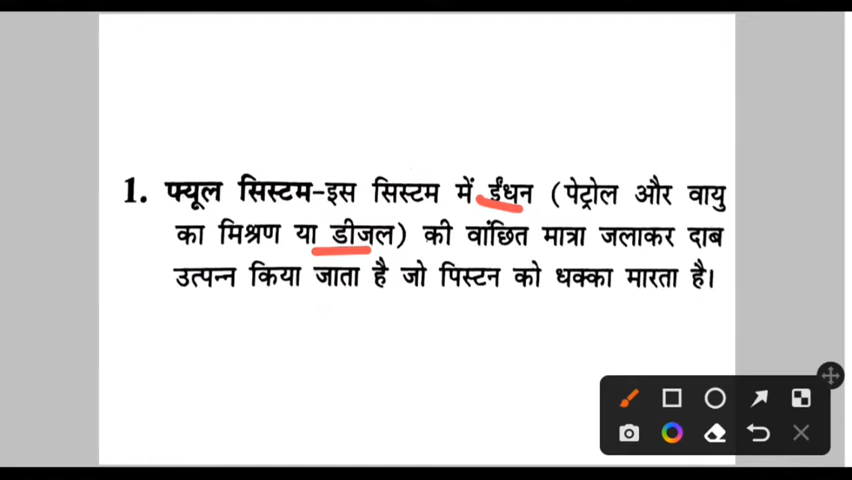 1. फ्यूल सिस्टम-इस सिस्टम में ईंधन (पेट्रोल और वायु
का मिश्रण या डीजल) की वांछित मात्रा जलाकर दाब
उत्पन्न किया जाता है जो पिस्टन को धक्का मारता है।